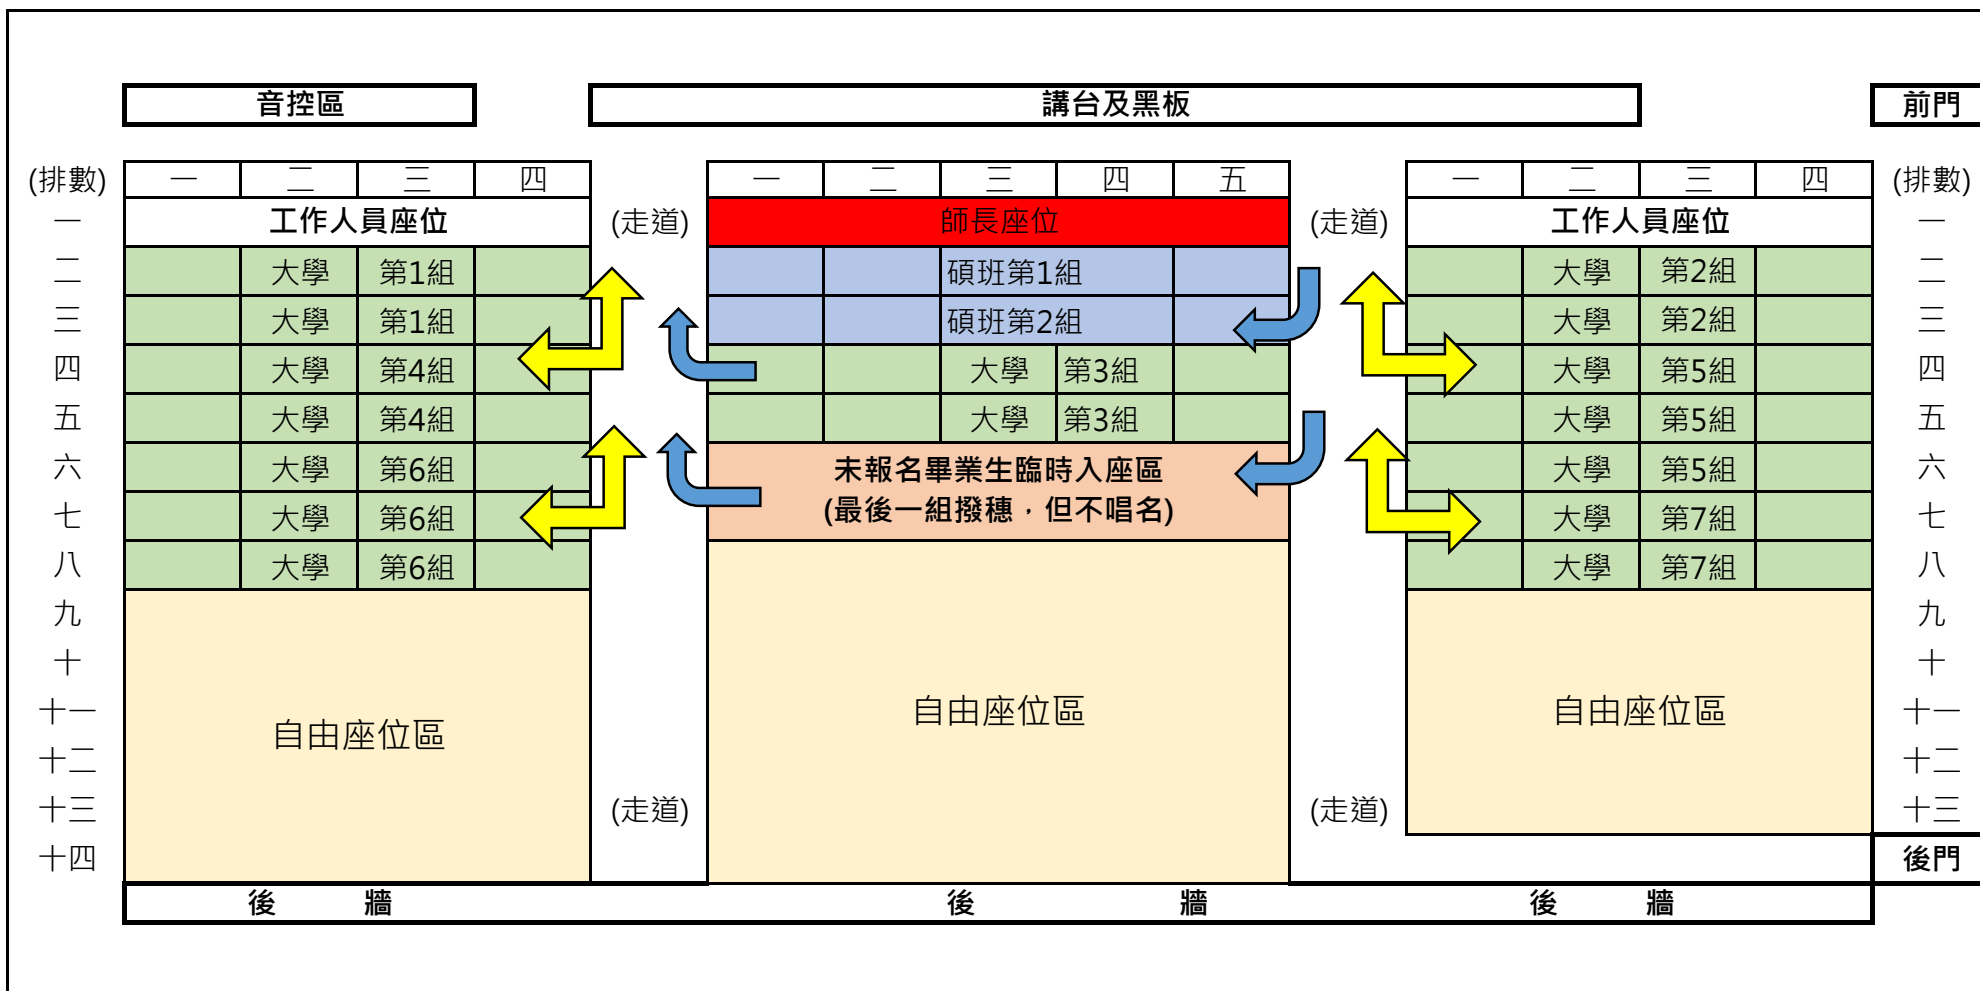 音控區 講台及黑板 前門
(排數) 一 二 三 四 一 二 三 四 五 一 二 三 四 (排數)
一 工作人員座位 (走道) 師長座位 (走道) 工作人員座位 一
二 大學 第1組 碩班第1組 大學 第2組 二
三 大學 第1組 碩班第2組 大學 第2組 三
四 大學 第4組 大學 第3組 大學 第5組 四
五 大學 第4組 大學 第3組 大學 第5組 五
六 大學 第6組 未報名畢業生臨時入座區 大學 第5組 六
七 大學 第6組 (最後一組撥穗，但不唱名) 大學 第7組 七
八 大學 第6組 大學 第7組 八
九 九
十 十
十一 自由座位區 自由座位區 自由座位區 十一
十二 十二
十三 (走道) (走道) 十三
十四 後門
後 牆 後 牆 後 牆